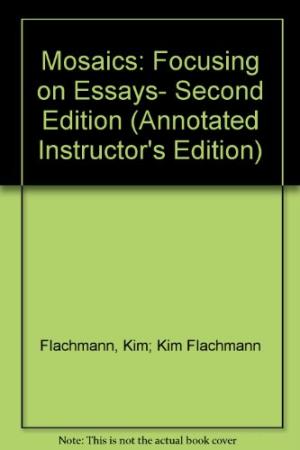 Mosaics: Focusing
on Essays- Second
Edition (Annotated
Instructor's Edition)
Flachmann, Kim; Kim Flachmann
Note: This is not the actual book cover